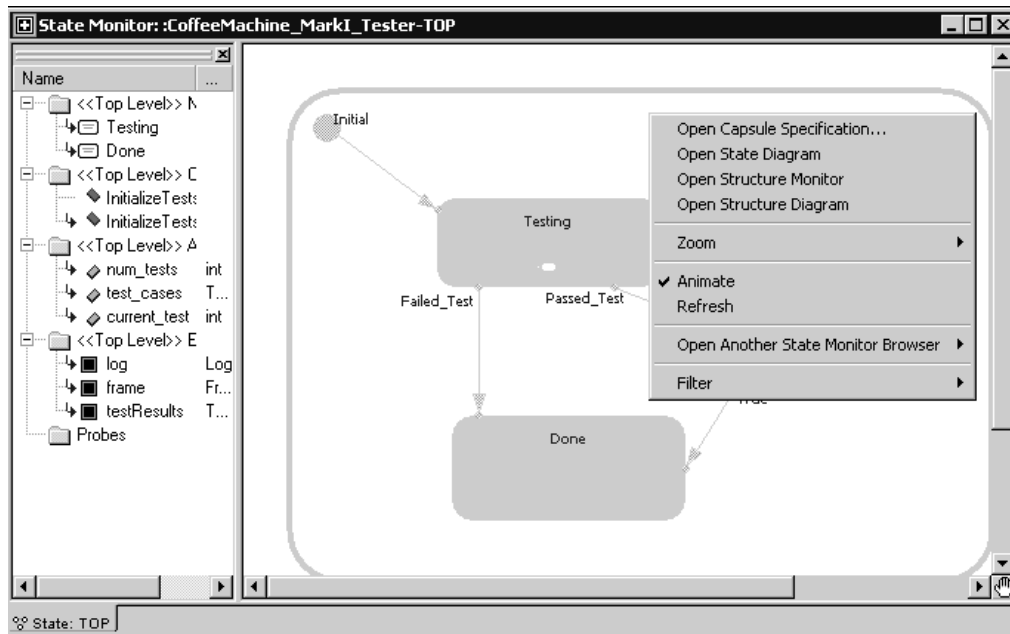 State Monitor: :CoffeeMachine_MarkI_Tester-TOP
Name ...
<<Top Level>> N
Testing
Done
<<Top Level>> C
InitializeTests
InitializeTests
<<Top Level>> A
num_tests int
test_cases T...
current_test int
<<Top Level>> E
log Log
frame Fr...
testResults T...
Probes
Initial
Testing
Failed_Test
Passed_Test
Done
Open Capsule Specification...
Open State Diagram
Open Structure Monitor
Open Structure Diagram
Zoom
Animate
Refresh
Open Another State Monitor Browser
Filter
State: TOP